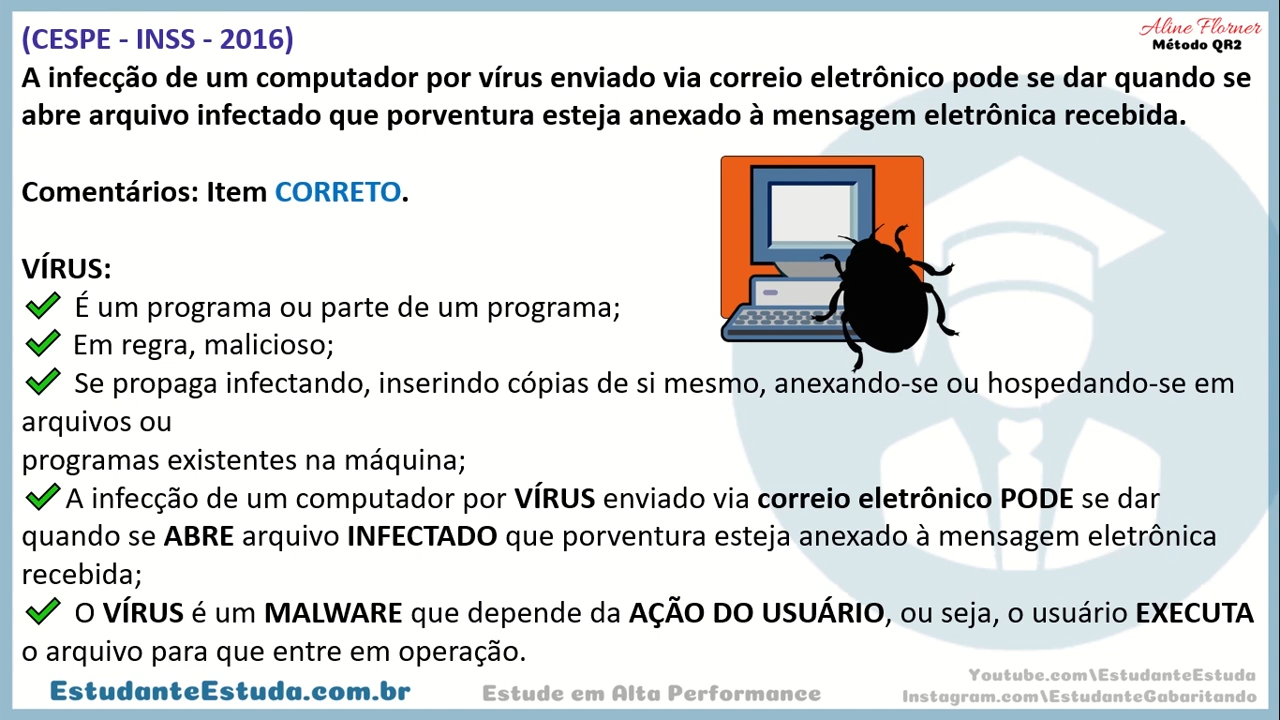 (CESPE - INSS - 2016)
Aline Florner
Método QR2
A infecção de um computador por vírus enviado via correio eletrônico pode se dar quando se
abre arquivo infectado que porventura esteja anexado à mensagem eletrônica recebida.
Comentários: Item CORRETO.
VÍRUS:
É um programa ou parte de um programa;
Em regra, malicioso;
Se propaga infectando, inserindo cópias de si mesmo, anexando-se ou hospedando-se em
arquivos ou
programas existentes na máquina;
A infecção de um computador por VÍRUS enviado via correio eletrônico PODE se dar
quando se ABRE arquivo INFECTADO que porventura esteja anexado à mensagem eletrônica
recebida;
O VÍRUS é um MALWARE que depende da AÇÃO DO USUÁRIO, ou seja, o usuário EXECUTA
o arquivo para que entre em operação.
EstudanteEstuda.com.br
Estude em Alta Performance
Youtube.com\EstudanteEstuda
Instagram.com\EstudanteGabaritando